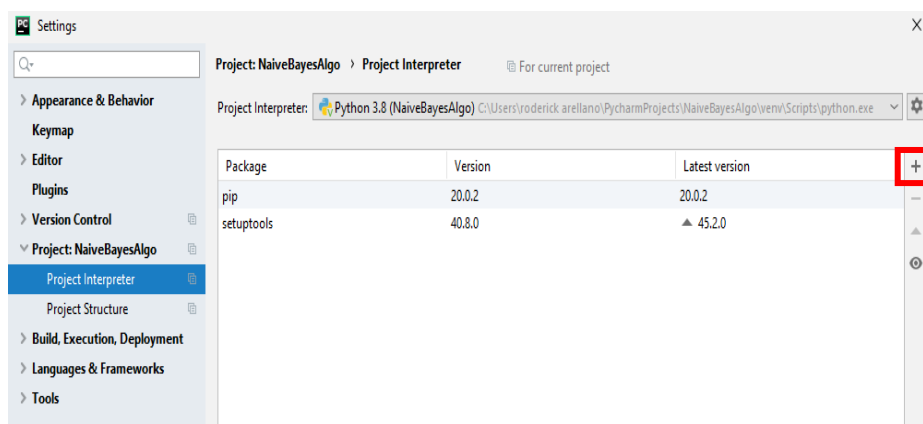 PC Settings X
Project: NaiveBayesAlgo > Project Interpreter For current project
Appearance & Behavior
Project Interpreter: Python 3.8 (NaiveBayesAlgo) C:\Users\roderick arellano\PycharmProjects\NaiveBayesAlgo\venv\Scripts\python.exe
Keymap
Editor
Package Version Latest version +
Plugins
pip 20.0.2 20.0.2
Version Control
setuptools 40.8.0 ▲ 45.2.0
Project: NaiveBayesAlgo
Project Interpreter
Project Structure
Build, Execution, Deployment
Languages & Frameworks
Tools